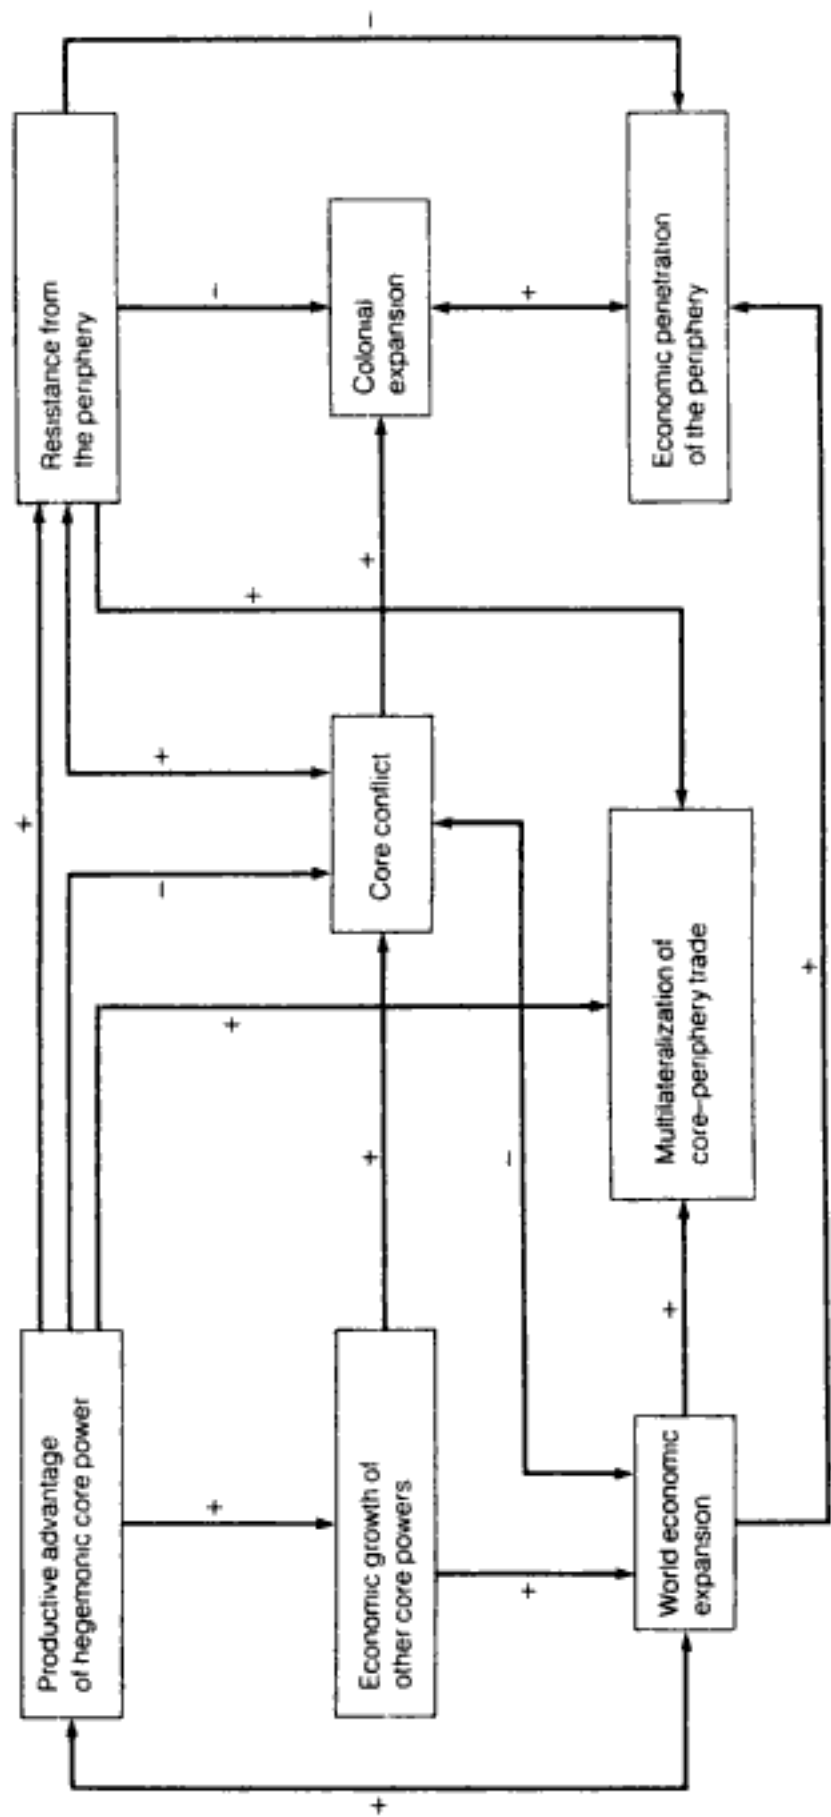 +
Productive advantage
of hegemonic core power
+
+
−
+
+
Resistance from
the periphery
−
−
+
Economic growth of
other core powers
+
+
Core conflict
+
Colonial
expansion
+
−
World economic
expansion
+
Multilateralization of
core–periphery trade
+
Economic penetration
of the periphery